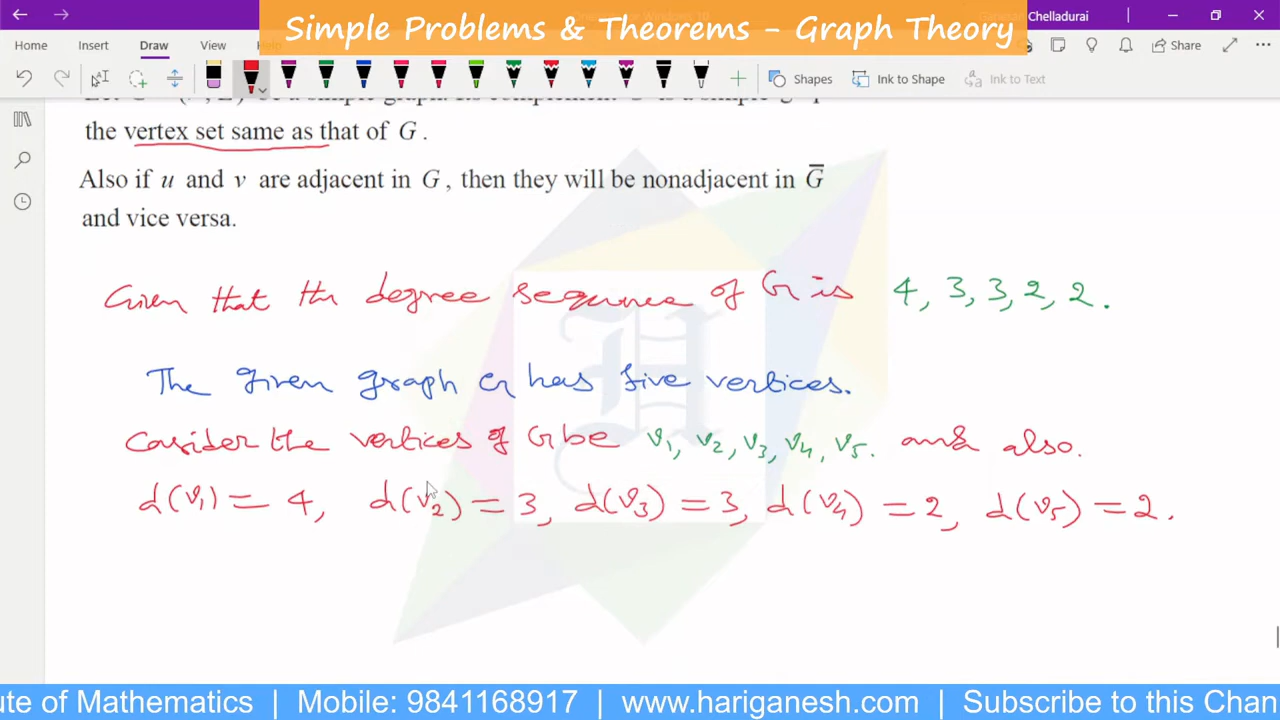 Simple Problems & Theorems - Graph Theory
Chelladurai
Home Insert Draw View
Share
Shapes Ink to Shape Ink to Text
the vertex set same as that of G .
Also if u and v are adjacent in G , then they will be nonadjacent in G̅
and vice versa.
Given that the degree sequence of G is 4, 3, 3, 2, 2.
The given graph G has five vertices.
Consider the vertices of G be v₁, v₂, v₃, v₄, v₅. and also.
d(v₁) = 4, d(v₂) = 3, d(v₃) = 3, d(v₄) = 2, d(v₅) = 2.
ute of Mathematics | Mobile: 9841168917 | www.hariganesh.com | Subscribe to this Chan